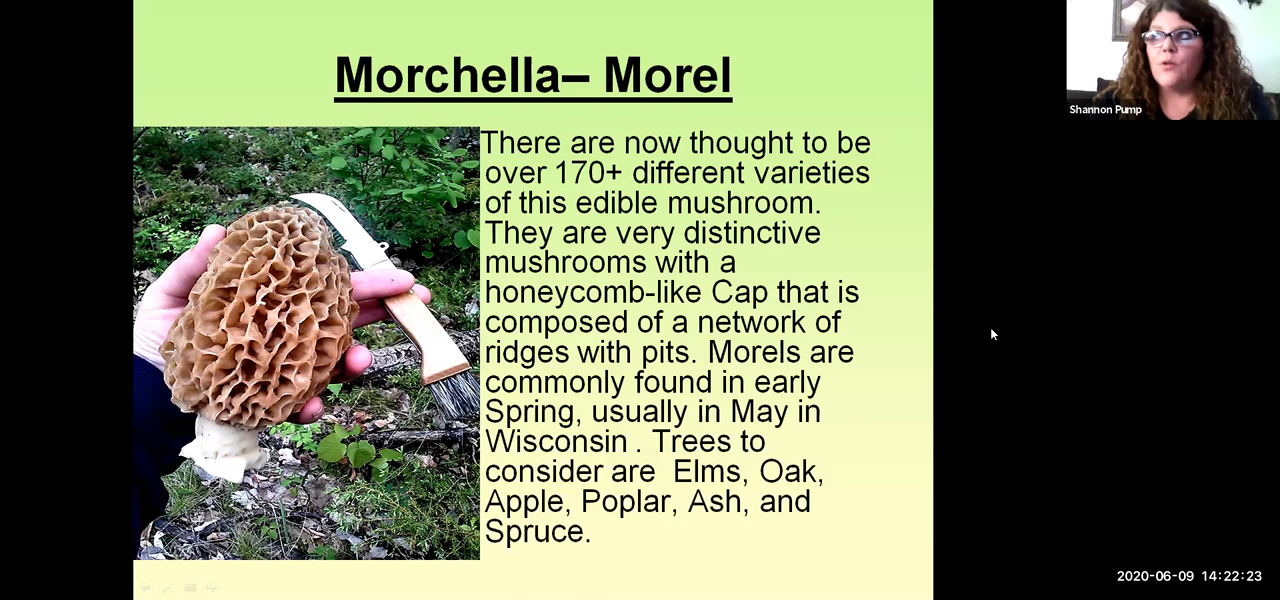 Morchella– Morel
There are now thought to be
over 170+ different varieties
of this edible mushroom.
They are very distinctive
mushrooms with a
honeycomb-like Cap that is
composed of a network of
ridges with pits. Morels are
commonly found in early
Spring, usually in May in
Wisconsin . Trees to
consider are  Elms, Oak,
Apple, Poplar, Ash, and
Spruce.
Shannon Pump
2020-06-09 14:22:23